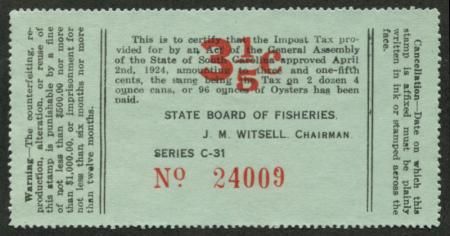 Warning—The counterfeiting, re-
production, alteration, or reuse of
this stamp is punishable by a fine
of not less than $500.00 nor more
than $1,000.00, or imprisonment for
not less than six months nor more
than twelve months.
This is to certify that the Impost Tax pro-
vided for by an Act of the General Assembly
of the State of South Carolina approved April
2nd, 1924, amounting to three and one-fifth
cents, the same being the Tax on 2 dozen 4
ounce cans, or 96 ounces of Oysters has been
paid.
3 1/5 c
STATE BOARD OF FISHERIES.
J. M. WITSELL, CHAIRMAN.
SERIES C-31
No. 24009
Cancellation—Date on which this
stamp is affixed must be plainly
written in ink or stamped across the
face.